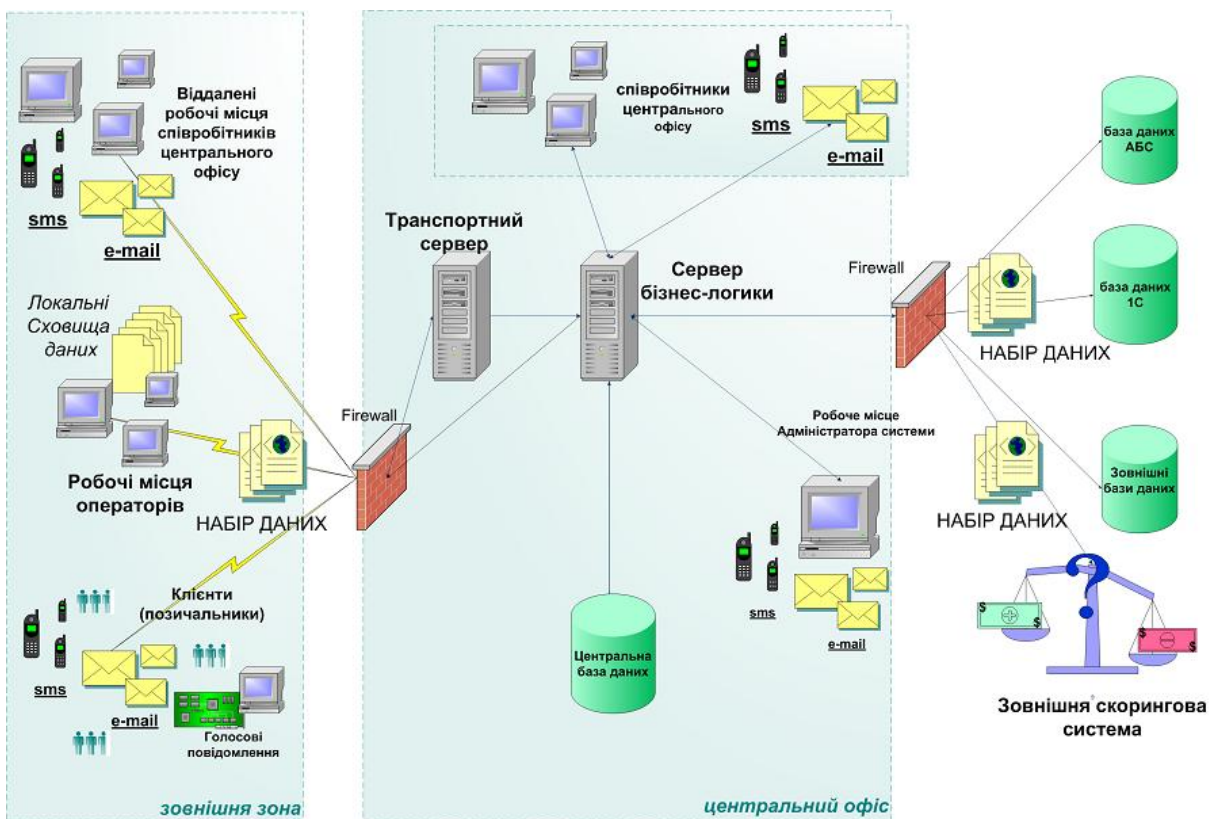 Віддалені
робочі місця
співробітників
центрального
офісу
sms
e-mail
Локальні
Сховища
даних
Робочі місця
операторів
НАБІР ДАНИХ
Клієнти
(позичальники)
sms
e-mail
Голосові
повідомлення
зовнішня зона
Firewall
співробітники
центрального
офісу
sms
e-mail
Транспортний
сервер
Сервер
бізнес-логики
Робоче місце
Адміністратора системи
sms
e-mail
Центральна
база даних
центральний офіс
Firewall
база даних
АБС
база даних
1С
НАБІР ДАНИХ
НАБІР ДАНИХ
Зовнішні
бази даних
$
$
$
$
Зовнішня скорингова
система